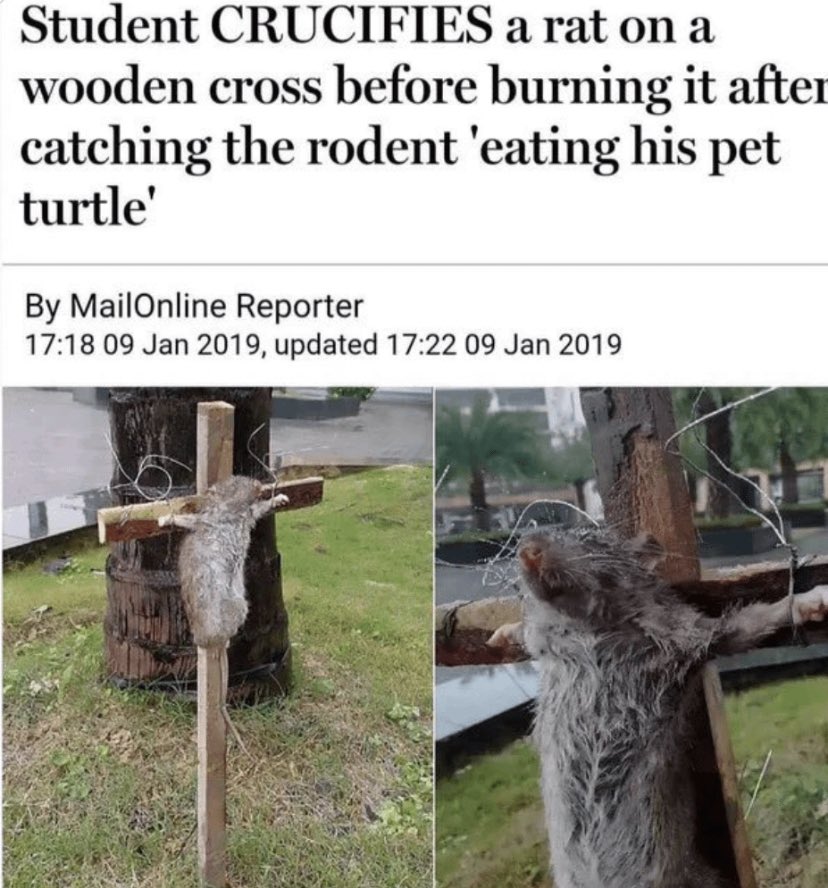 Student CRUCIFIES a rat on a
wooden cross before burning it after
catching the rodent 'eating his pet
turtle'
By MailOnline Reporter
17:18 09 Jan 2019, updated 17:22 09 Jan 2019